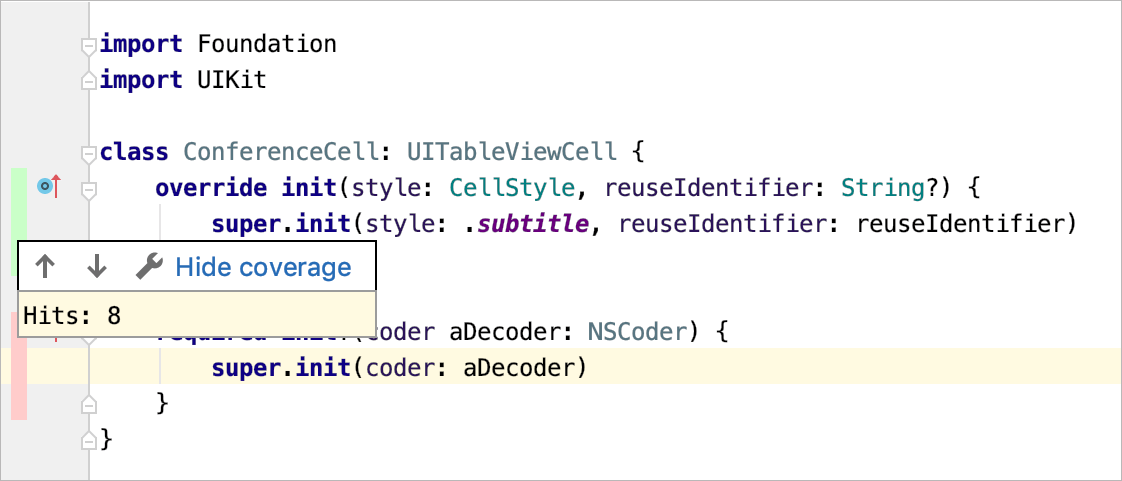 import Foundation
import UIKit
class ConferenceCell: UITableViewCell {
override init(style: CellStyle, reuseIdentifier: String?) {
super.init(style: .subtitle, reuseIdentifier: reuseIdentifier)
Hide coverage
Hits: 8
(coder aDecoder: NSCoder) {
super.init(coder: aDecoder)
}
}